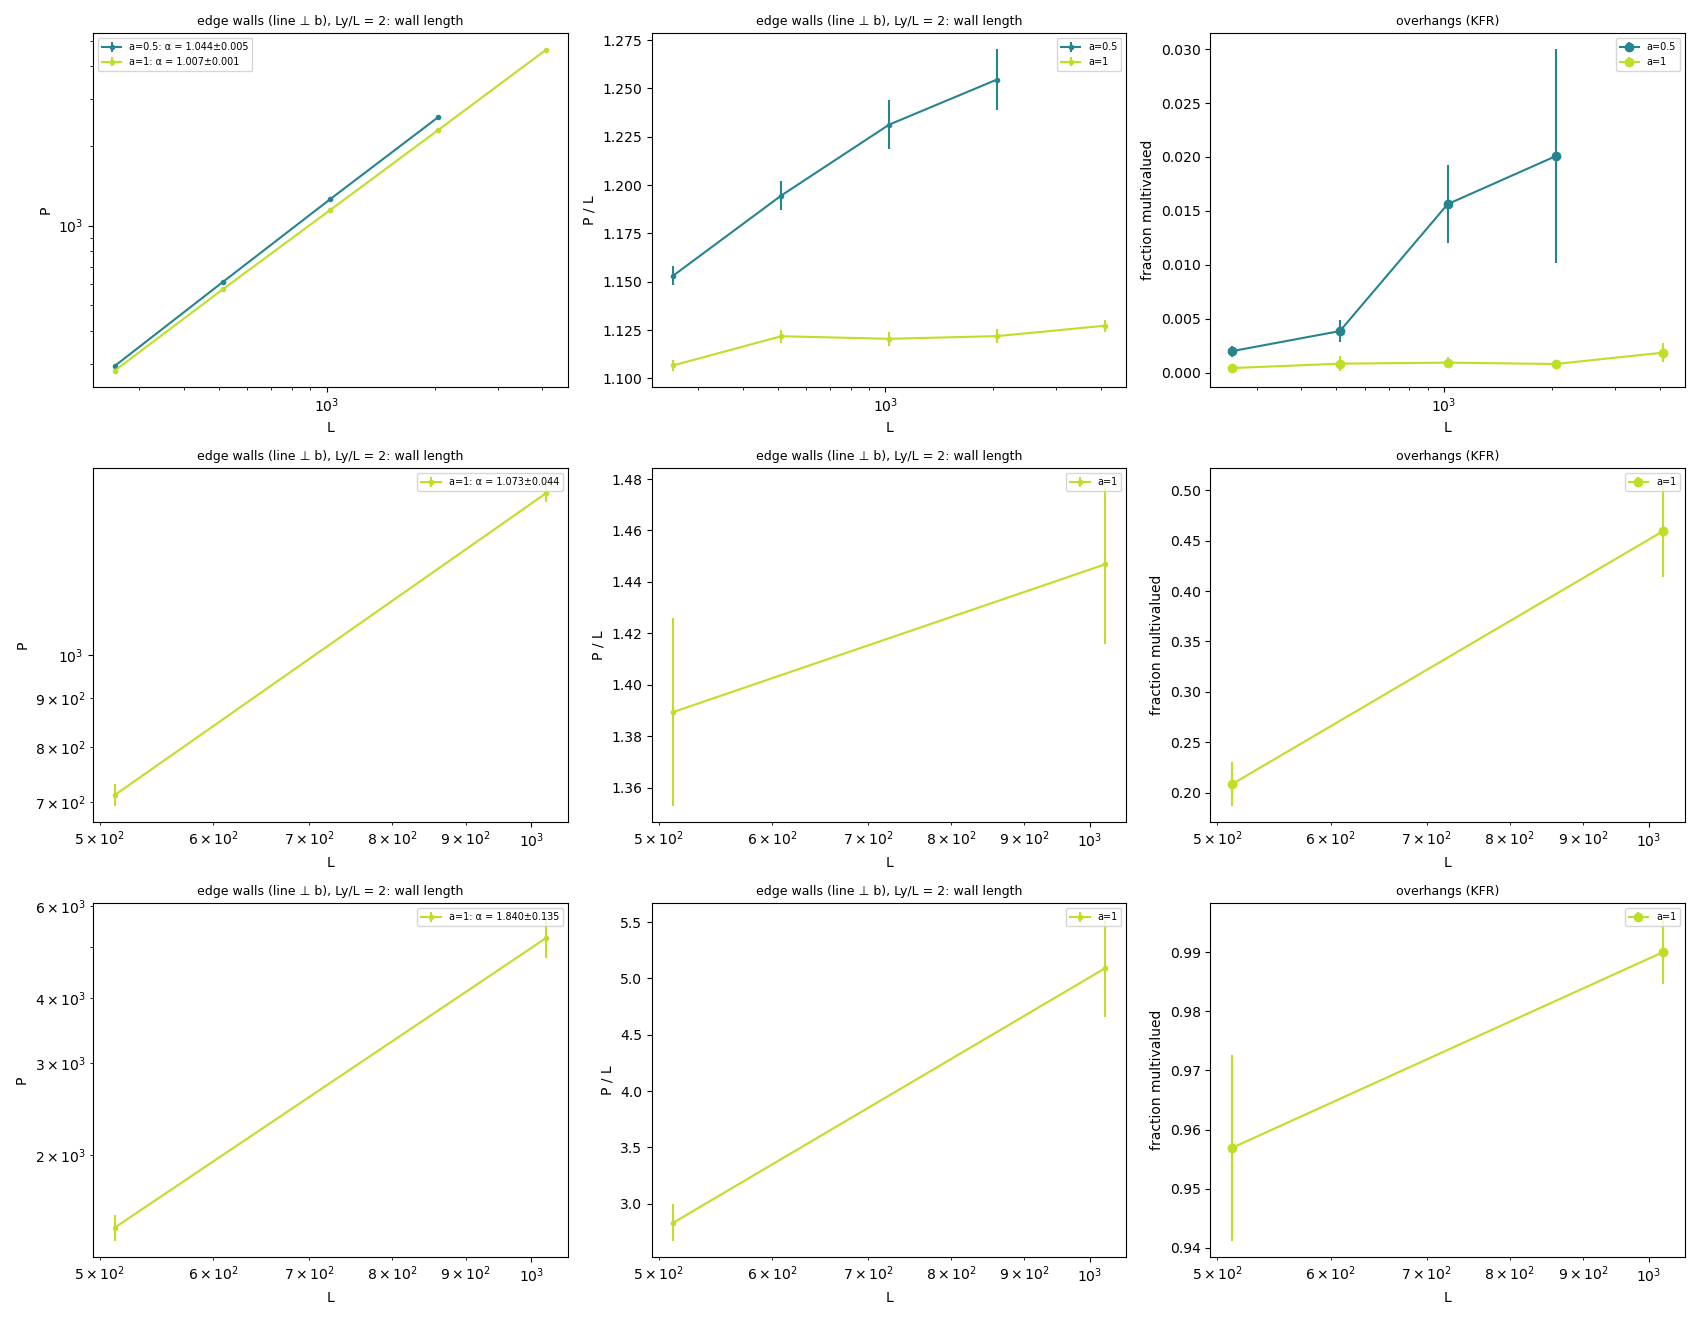 edge walls (line ⊥ b), Ly/L = 2: wall length
a=0.5: α = 1.044±0.005
a=1: α = 1.007±0.001
10³
P
10³
L
edge walls (line ⊥ b), Ly/L = 2: wall length
a=0.5
a=1
1.275
1.250
1.225
1.200
1.175
1.150
1.125
1.100
P / L
10³
L
overhangs (KFR)
a=0.5
a=1
0.030
0.025
0.020
0.015
0.010
0.005
0.000
fraction multivalued
10³
L
edge walls (line ⊥ b), Ly/L = 2: wall length
a=1: α = 1.073±0.044
10³
9 × 10²
8 × 10²
7 × 10²
P
5 × 10² 6 × 10² 7 × 10² 8 × 10² 9 × 10² 10³
L
edge walls (line ⊥ b), Ly/L = 2: wall length
a=1
1.48
1.46
1.44
1.42
1.40
1.38
1.36
P / L
5 × 10² 6 × 10² 7 × 10² 8 × 10² 9 × 10² 10³
L
overhangs (KFR)
a=1
0.50
0.45
0.40
0.35
0.30
0.25
0.20
fraction multivalued
5 × 10² 6 × 10² 7 × 10² 8 × 10² 9 × 10² 10³
L
edge walls (line ⊥ b), Ly/L = 2: wall length
a=1: α = 1.840±0.135
6 × 10³
4 × 10³
3 × 10³
2 × 10³
P
5 × 10² 6 × 10² 7 × 10² 8 × 10² 9 × 10² 10³
L
edge walls (line ⊥ b), Ly/L = 2: wall length
a=1
5.5
5.0
4.5
4.0
3.5
3.0
P / L
5 × 10² 6 × 10² 7 × 10² 8 × 10² 9 × 10² 10³
L
overhangs (KFR)
a=1
0.99
0.98
0.97
0.96
0.95
0.94
fraction multivalued
5 × 10² 6 × 10² 7 × 10² 8 × 10² 9 × 10² 10³
L